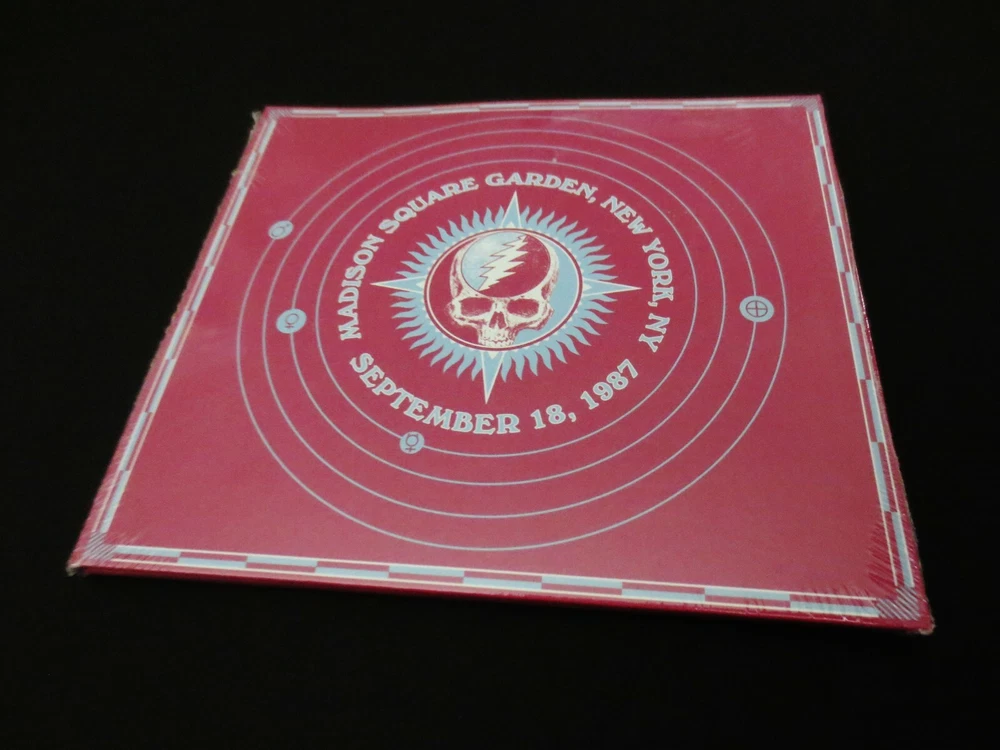 MADISON SQUARE GARDEN, NEW YORK, NY
SEPTEMBER 18, 1987